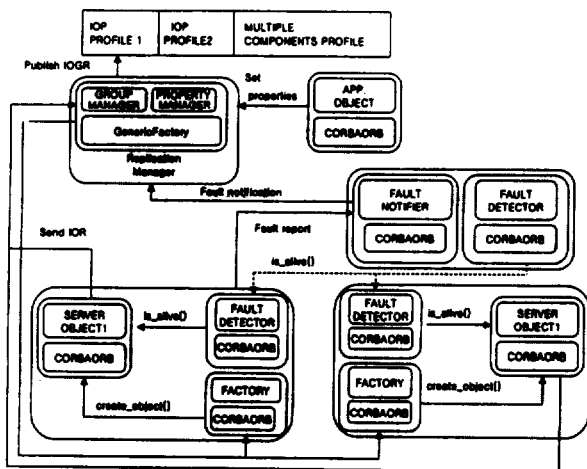 IOP
PROFILE 1
IOP
PROFILE2
MULTIPLE
COMPONENTS PROFILE
Publish IOGR
GROUP
MANAGER
PROPERTY
MANAGER
GenericFactory
Replication
Manager
Set
properties
APP.
OBJECT
CORBAORB
Fault notification
FAULT
NOTIFIER
CORBAORB
FAULT
DETECTOR
CORBAORB
Send IOR
Fault report
is_alive()
SERVER
OBJECT1
CORBAORB
is_alive()
FAULT
DETECTOR
CORBAORB
FACTORY
CORBAORB
create_object()
FAULT
DETECTOR
CORBAORB
is_alive()
SERVER
OBJECT1
CORBAORB
FACTORY
CORBAORB
create_object()